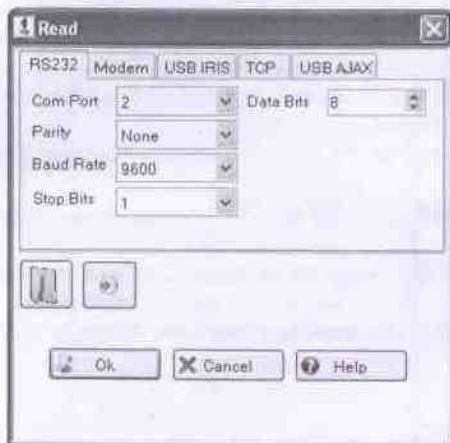 Read
RS232 Modem USB IRIS TCP USB AJAX
Com Port 2 Data Bits 8
Parity None
Baud Rate 9600
Stop Bits 1
Ok Cancel Help